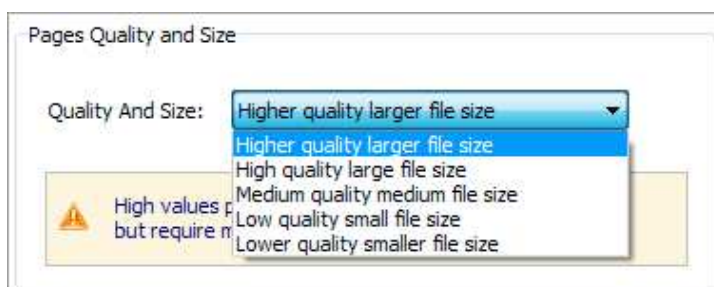 Pages Quality and Size
Quality And Size: Higher quality larger file size
Higher quality larger file size
High quality large file size
Medium quality medium file size
Low quality small file size
Lower quality smaller file size
High values
but require